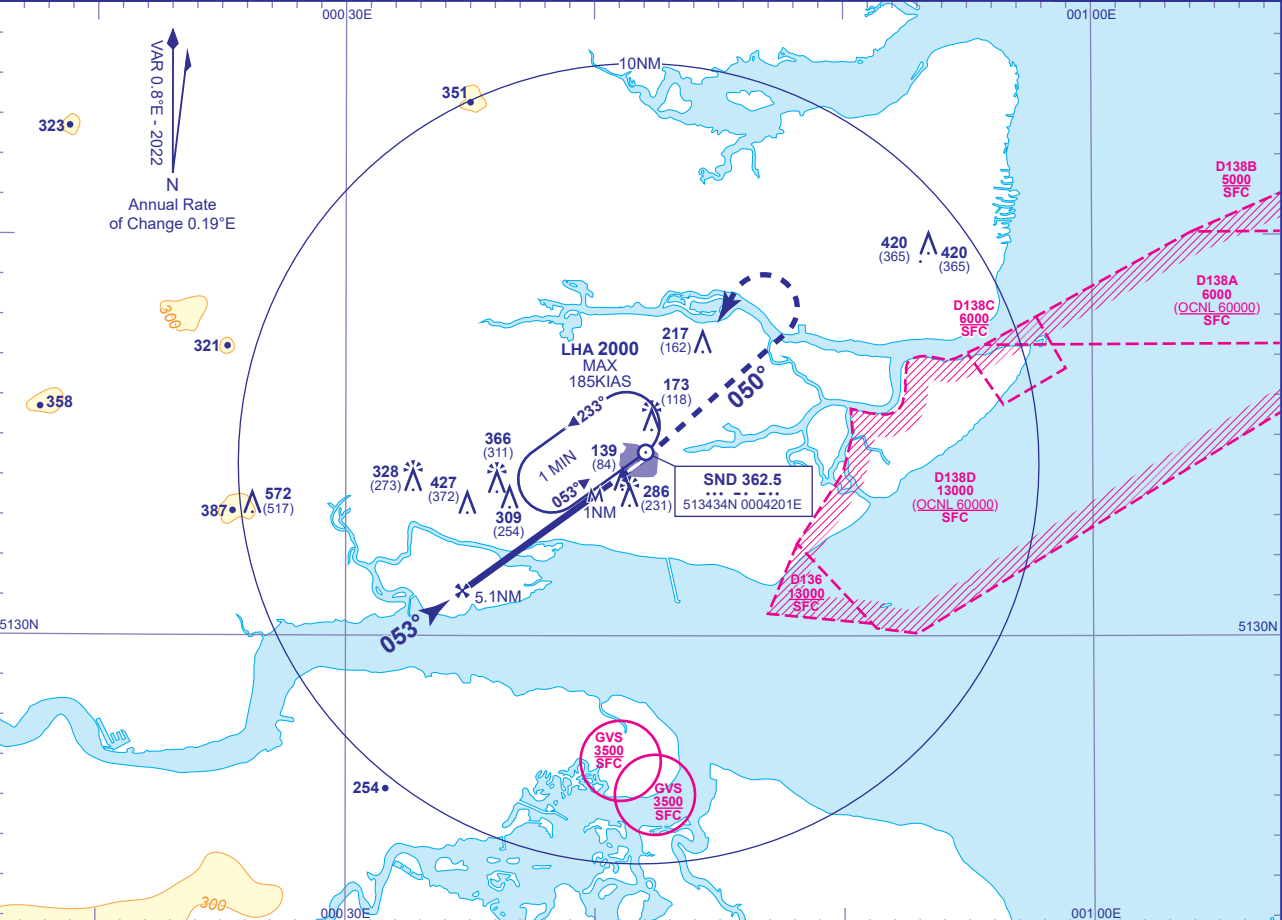 000 30E
001 00E
10NM
VAR 0.8°E - 2022
N
Annual Rate
of Change 0.19°E
323
351
D138B
5000
SFC
420
(365)
420
(365)
D138A
6000
(OCNL 60000)
SFC
D138C
6000
SFC
300
321
358
217
(162)
LHA 2000
MAX
185KIAS
173
(118)
050°
233°
1 MIN
053°
366
(311)
139
(84)
328
(273)
427
(372)
309
(254)
M
1NM
286
(231)
SND 362.5
... -. -..
513434N 0004201E
387
572
(517)
D138D
13000
(OCNL 60000)
SFC
D136
13000
SFC
5.1NM
053°
5130N
5130N
GVS
3500
SFC
GVS
3500
SFC
254
300
000 30E
001 00E